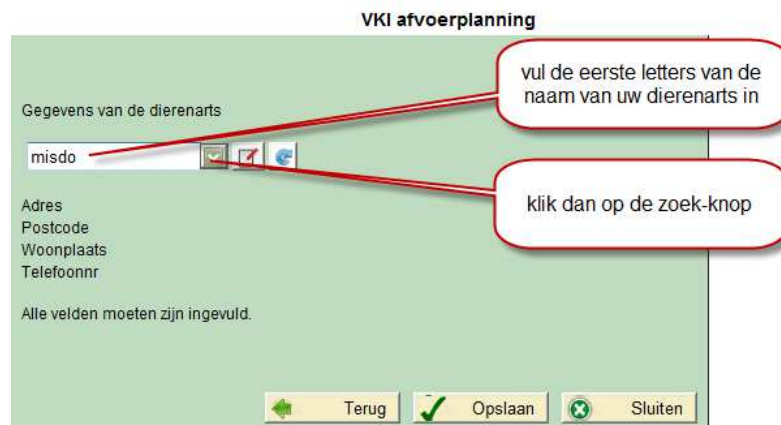 VKI afvoerplanning
vul de eerste letters van de
naam van uw dierenarts in
Gegevens van de dierenarts
misdo
klik dan op de zoek-knop
Adres
Postcode
Woonplaats
Telefoonnr
Alle velden moeten zijn ingevuld.
Terug Opslaan Sluiten